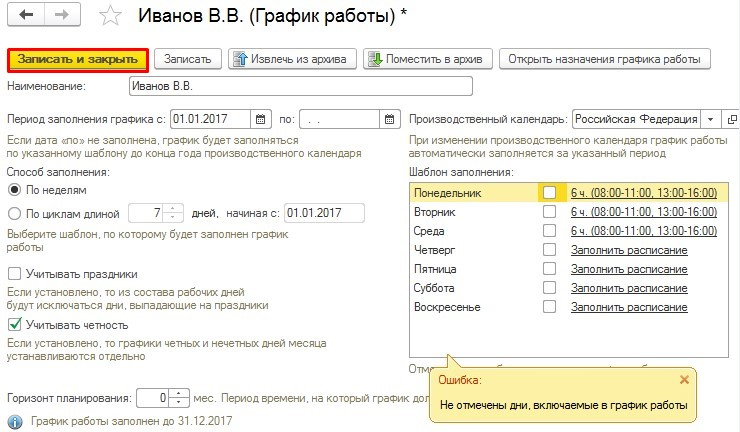 Иванов В.В. (График работы) *
Записать и закрыть Записать Извлечь из архива Поместить в архив Открыть назначения графика работы
Наименование: Иванов В.В.
Период заполнения графика с: 01.01.2017 по: . . Производственный календарь: Российская Федерация
Если дата «по» не заполнена, график будет заполняться
по указанному шаблону до конца года производственного календаря
При изменении производственного календаря график работы
автоматически заполняется за указанный период
Способ заполнения:
По неделям
По циклам длиной 7 дней, начиная с: 01.01.2017
Выберите шаблон, по которому будет заполнен график
работы
Учитывать праздники
Если установлено, то из состава рабочих дней
будут исключаться дни, выпадающие на праздники
Учитывать четность
Если установлено, то графики четных и нечетных дней месяца
устанавливаются отдельно
Шаблон заполнения:
Понедельник 6 ч. (08:00-11:00, 13:00-16:00)
Вторник 6 ч. (08:00-11:00, 13:00-16:00)
Среда 6 ч. (08:00-11:00, 13:00-16:00)
Четверг Заполнить расписание
Пятница Заполнить расписание
Суббота Заполнить расписание
Воскресенье Заполнить расписание
Ошибка:
Не отмечены дни, включаемые в график работы
Горизонт планирования: 0 мес. Период времени, на который график
График работы заполнен до 31.12.2017